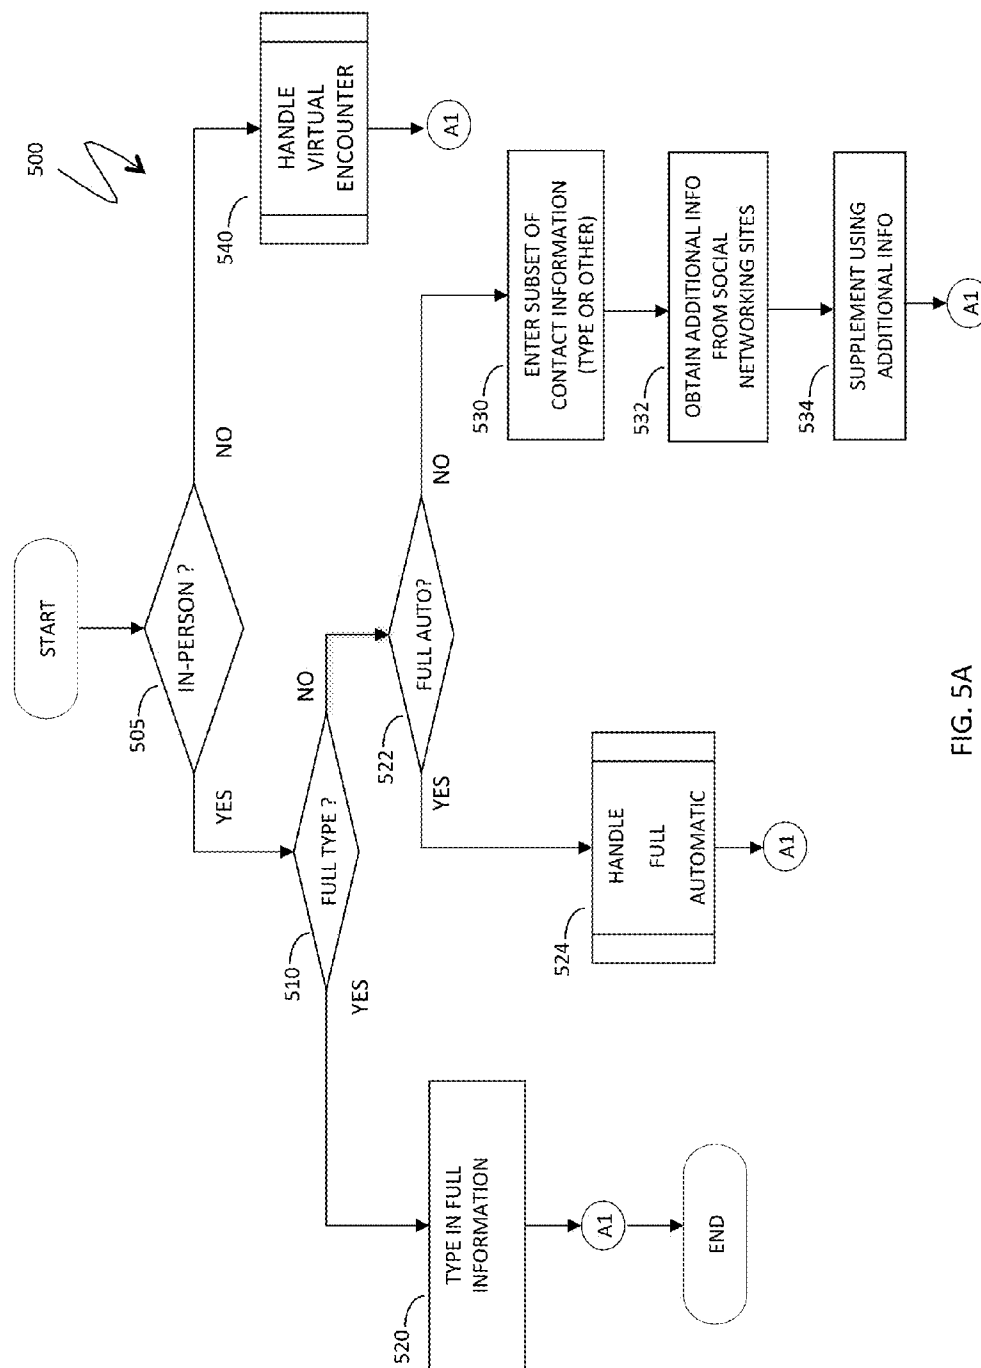 500
START
IN-PERSON ?
505
YES
NO
HANDLE
VIRTUAL
ENCOUNTER
540
A1
FULL TYPE ?
510
YES
NO
FULL AUTO?
522
YES
NO
TYPE IN FULL
INFORMATION
520
A1
END
HANDLE
FULL
AUTOMATIC
524
A1
ENTER SUBSET OF
CONTACT INFORMATION
(TYPE OR OTHER)
530
OBTAIN ADDITIONAL INFO
FROM SOCIAL
NETWORKING SITES
532
SUPPLEMENT USING
ADDITIONAL INFO
534
A1
FIG. 5A